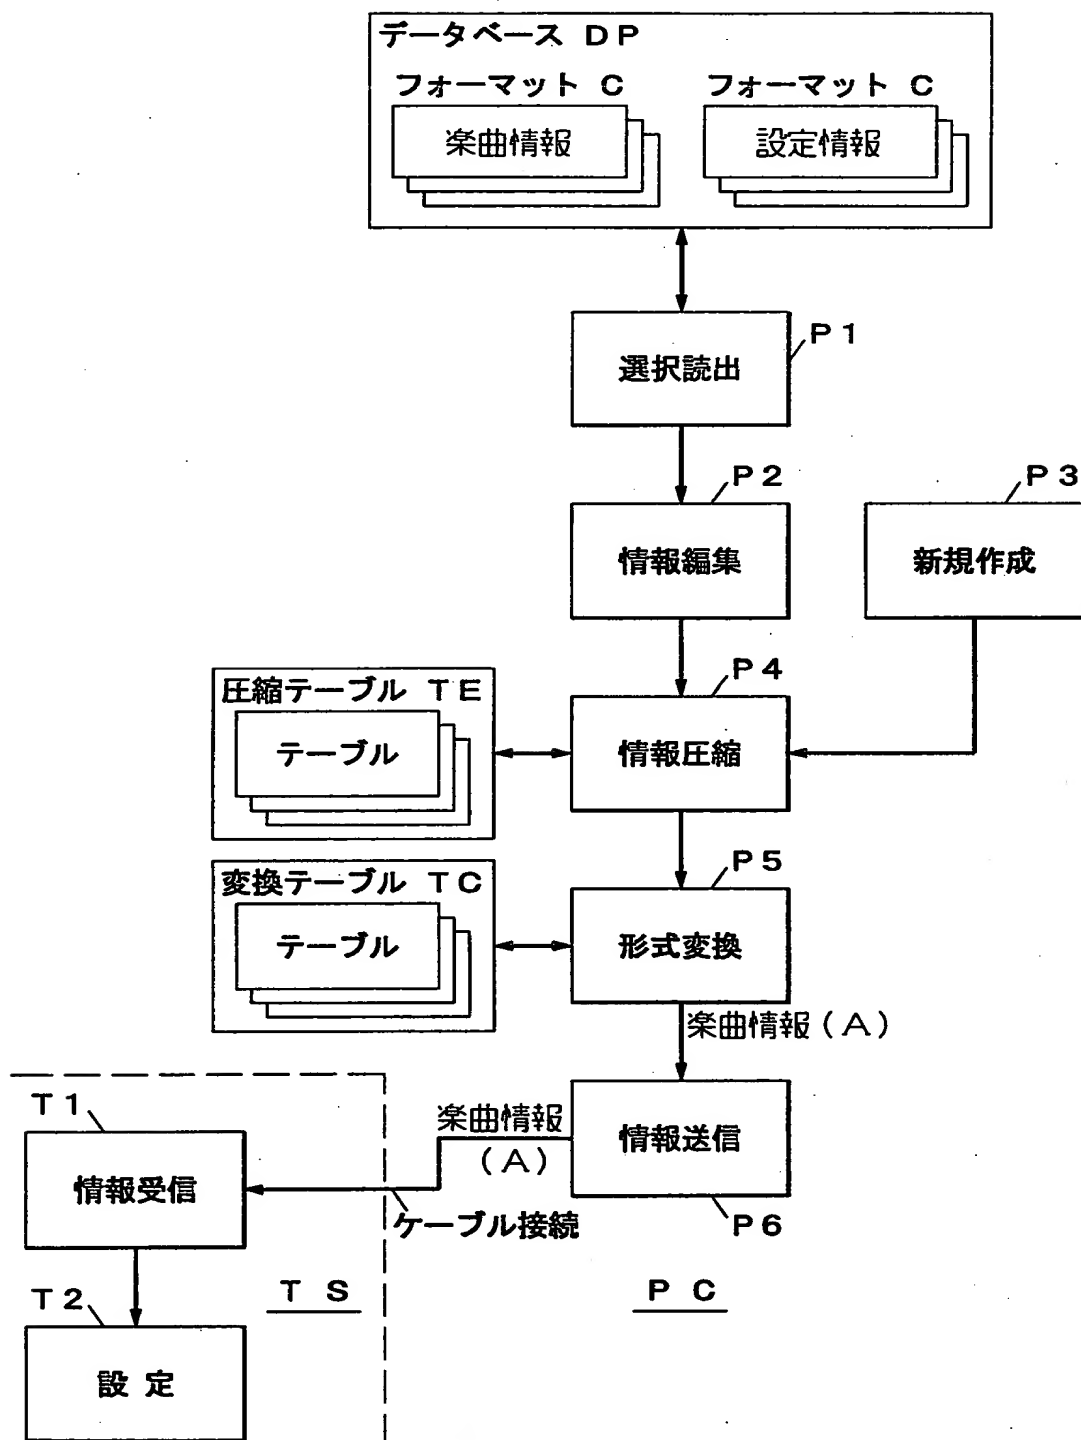 データベース DP
フォーマット C
フォーマット C
楽曲情報
設定情報
P1
選択読出
P2
P3
情報編集
新規作成
P4
圧縮テーブル TE
テーブル
情報圧縮
P5
変換テーブル TC
テーブル
形式変換
楽曲情報(A)
T1
楽曲情報
(A)
情報送信
情報受信
ケーブル接続
P6
T2
TS
PC
設定